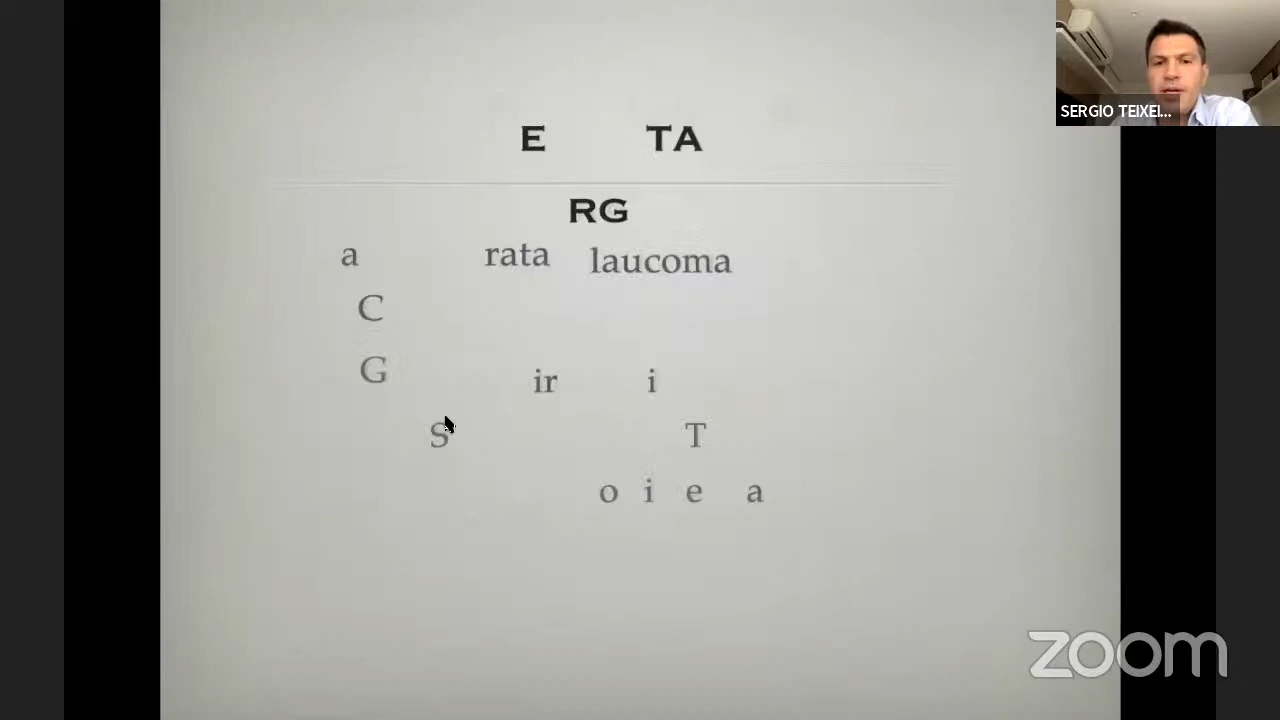 SERGIO TEIXEI...
E TA
RG
a rata laucoma
C
G ir i
S T
o i e a
zoom